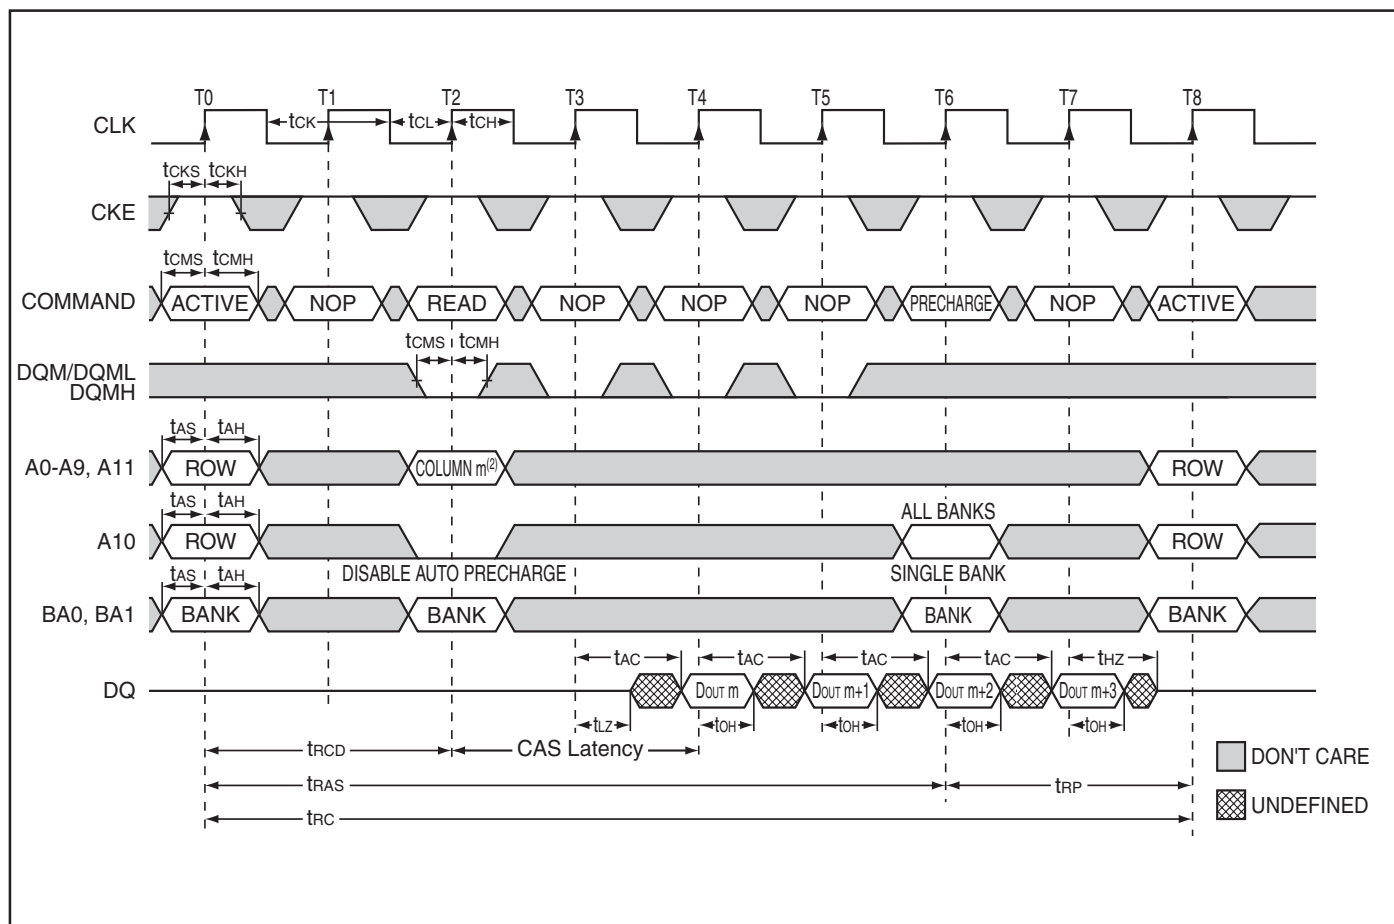 T0 T1 T2 T3 T4 T5 T6 T7 T8
CLK
tCK tCL tCH
tCKS tCKH
CKE
tCMS tCMH
COMMAND ACTIVE NOP READ NOP NOP NOP PRECHARGE NOP ACTIVE
tCMS tCMH
DQM/DQML
DQMH
tAS tAH
A0-A9, A11 ROW COLUMN m(2) ROW
tAS tAH ALL BANKS
A10 ROW ROW
DISABLE AUTO PRECHARGE SINGLE BANK
tAS tAH
BA0, BA1 BANK BANK BANK BANK
tAC tAC tAC tAC tHZ
DQ DOUT m DOUT m+1 DOUT m+2 DOUT m+3
tLZ tOH tOH tOH tOH
tRCD CAS Latency
DON'T CARE
tRAS tRP
UNDEFINED
tRC